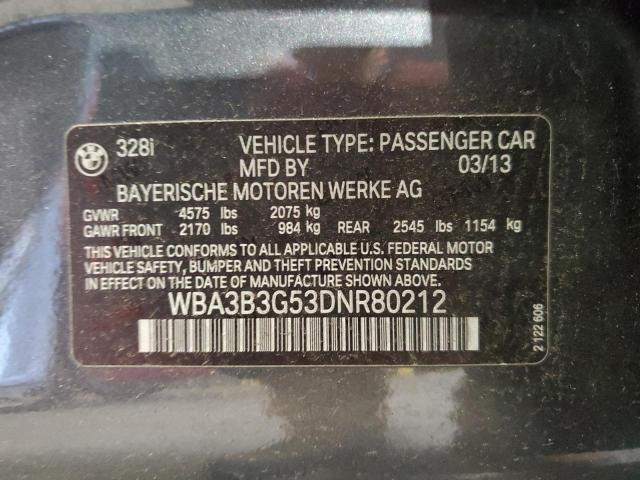 328i VEHICLE TYPE: PASSENGER CAR
MFD BY 03/13
BAYERISCHE MOTOREN WERKE AG
GVWR 4575 lbs 2075 kg
GAWR FRONT 2170 lbs 984 kg REAR 2545 lbs 1154 kg
THIS VEHICLE CONFORMS TO ALL APPLICABLE U.S. FEDERAL MOTOR
VEHICLE SAFETY, BUMPER AND THEFT PREVENTION STANDARDS IN
EFFECT ON THE DATE OF MANUFACTURE SHOWN ABOVE.
WBA3B3G53DNR80212
2 122 606